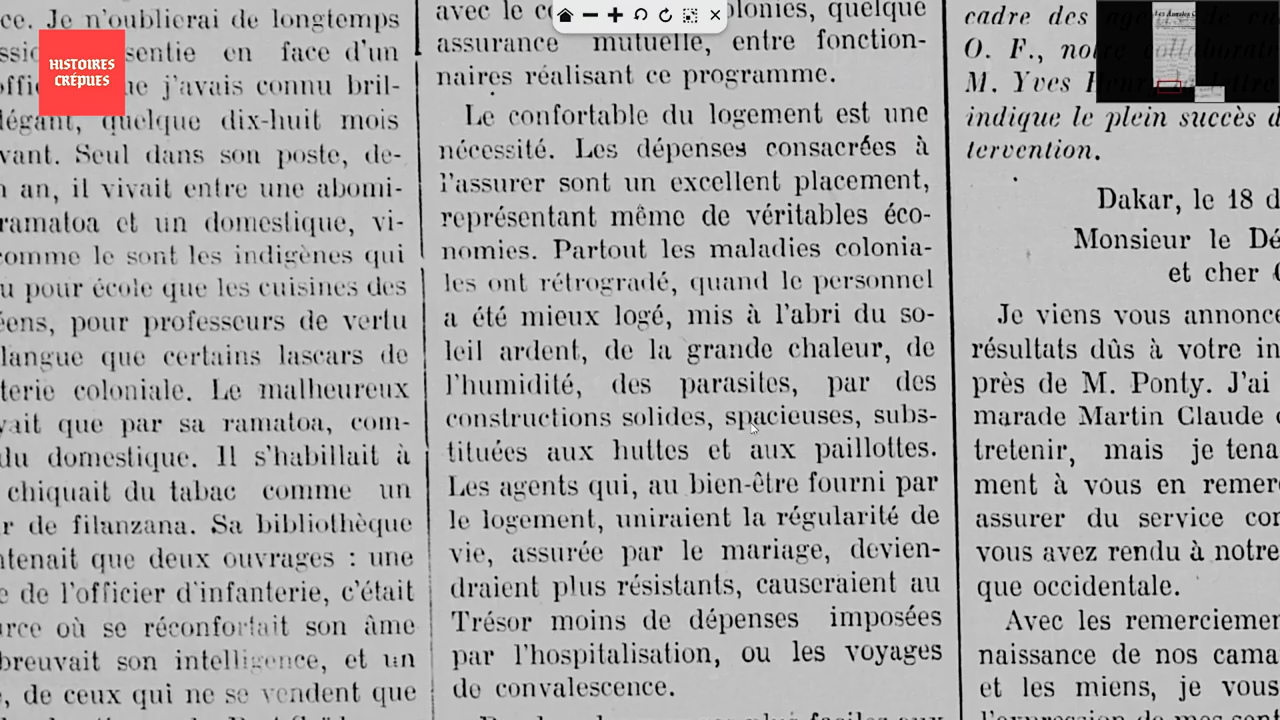 HISTOIRES
CRÉPUES
ce. Je n'oublierai de longtemps
sentie en face d'un
j'avais connu bril-
légant, quelque dix-huit mois
vant. Seul dans son poste, de-
n an, il vivait entre une abomi-
ramatoa et un domestique, vi-
comme le sont les indigènes qui
u pour école que les cuisines des
éens, pour professeurs de vertu
langue que certains lascars de
terie coloniale. Le malheureux
vait que par sa ramatoa, com-
du domestique. Il s'habillait à
chiquait du tabac comme un
r de filanzana. Sa bibliothèque
ntenait que deux ouvrages : une
e de l'officier d'infanterie, c'était
urce où se réconfortait son âme
breuvait son intelligence, et un
, de ceux qui ne se vendent que
avec le colonies, quelque
assurance mutuelle, entre fonction-
naires réalisant ce programme.
Le confortable du logement est une
nécessité. Les dépenses consacrées à
l'assurer sont un excellent placement,
représentant même de véritables éco-
nomies. Partout les maladies colonia-
les ont rétrogradé, quand le personnel
a été mieux logé, mis à l'abri du so-
leil ardent, de la grande chaleur, de
l'humidité, des parasites, par des
constructions solides, spacieuses, subs-
tituées aux huttes et aux paillottes.
Les agents qui, au bien-être fourni par
le logement, uniraient la régularité de
vie, assurée par le mariage, devien-
draient plus résistants, causeraient au
Trésor moins de dépenses imposées
par l'hospitalisation, ou les voyages
de convalescence.
cadre des
O. F., notre
M. Yves
indique le plein succès d
tervention.
Dakar, le 18 d
Monsieur le Dé
et cher
Je viens vous annonce
résultats dûs à votre in
près de M. Ponty. J'ai
marade Martin Claude
tretenir, mais je tena
ment à vous en remer
assurer du service con
vous avez rendu à notre
que occidentale.
Avec les remerciemen
naissance de nos cama
et les miens, je vous